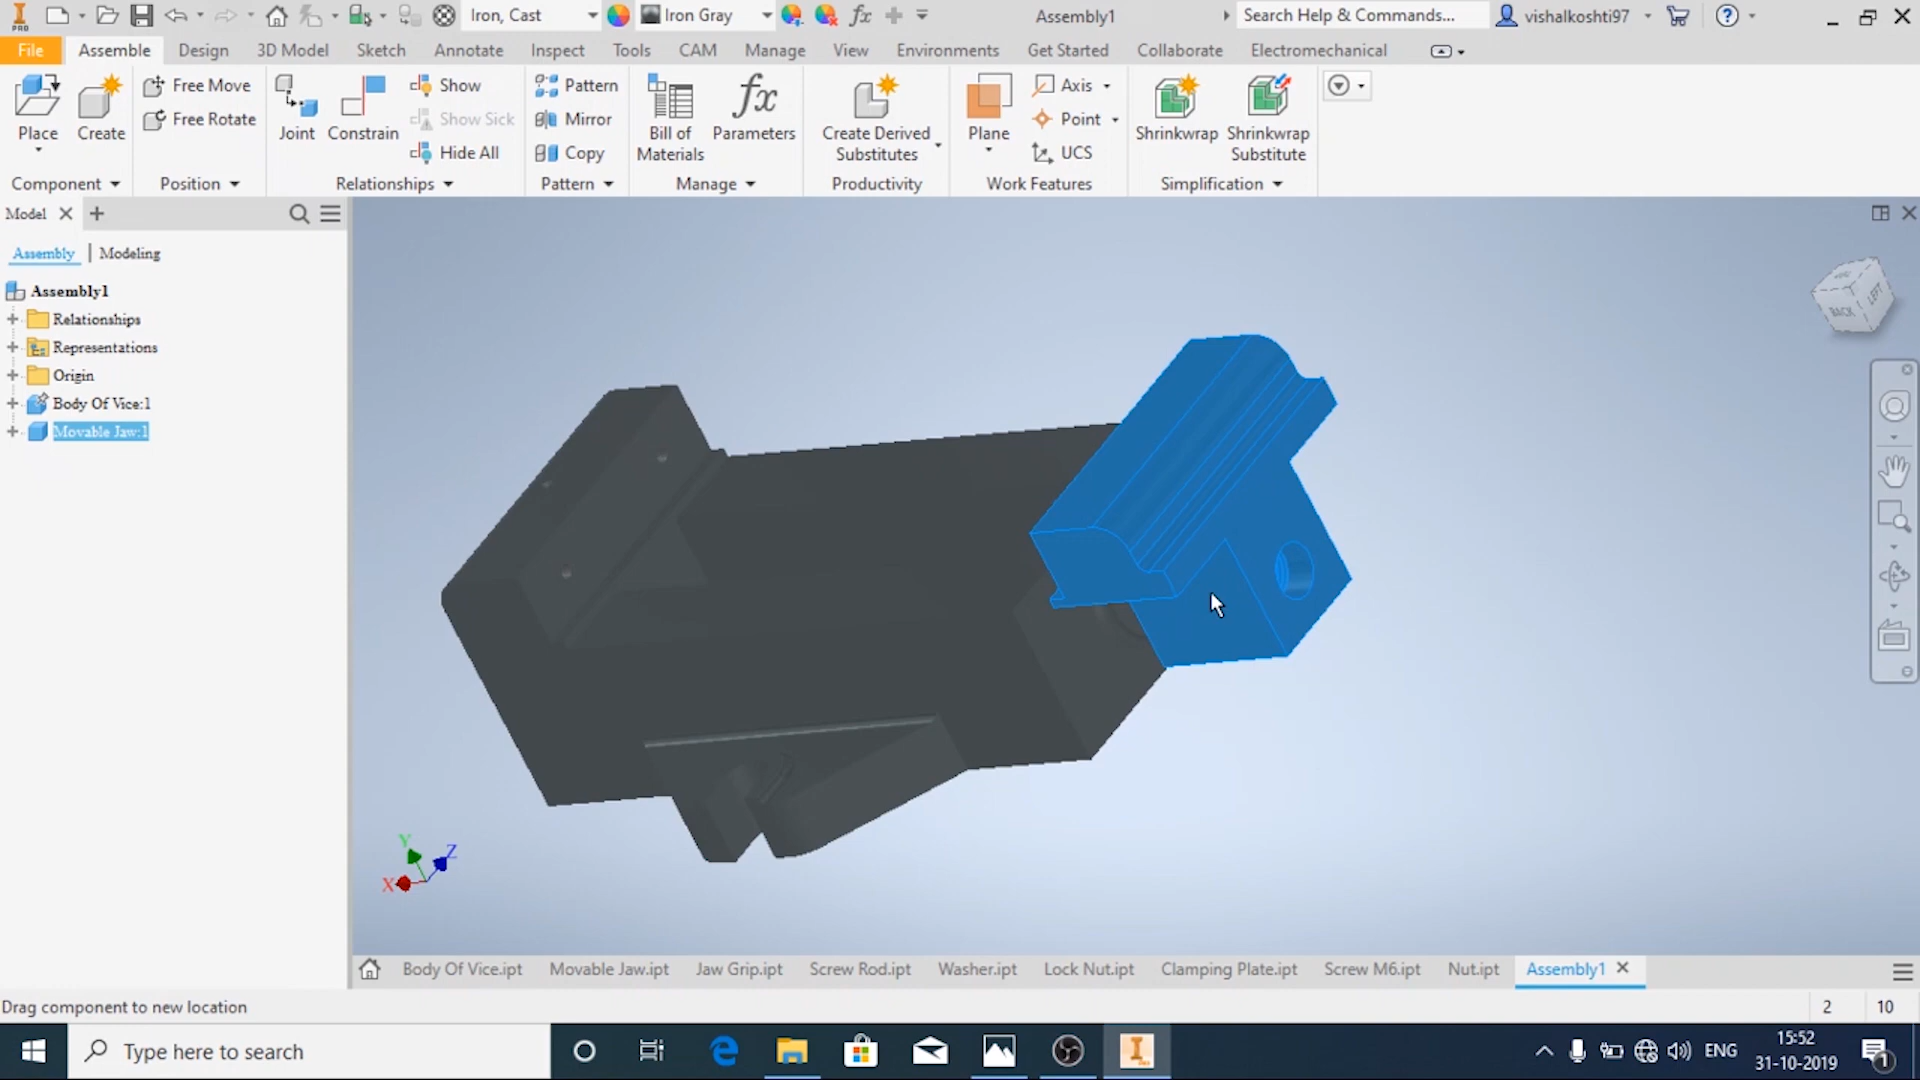 PRO
Iron, Cast
Iron Gray
fx
Assembly1
Search Help & Commands...
vishalkoshti97
File
Assemble
Design
3D Model
Sketch
Annotate
Inspect
Tools
CAM
Manage
View
Environments
Get Started
Collaborate
Electromechanical
Place
Create
Free Move
Free Rotate
Joint
Constrain
Show
Show Sick
Hide All
Pattern
Mirror
Copy
Bill of
Materials
fx
Parameters
Create Derived
Substitutes
Plane
Axis
Point
UCS
Shrinkwrap
Shrinkwrap
Substitute
Component
Position
Relationships
Pattern
Manage
Productivity
Work Features
Simplification
Model
Assembly
Modeling
Assembly1
Relationships
Representations
Origin
Body Of Vice:1
Movable Jaw:1
BACK
LEFT
Y
Z
X
Body Of Vice.ipt
Movable Jaw.ipt
Jaw Grip.ipt
Screw Rod.ipt
Washer.ipt
Lock Nut.ipt
Clamping Plate.ipt
Screw M6.ipt
Nut.ipt
Assembly1
Drag component to new location
2
10
Type here to search
ENG
15:52
31-10-2019
1